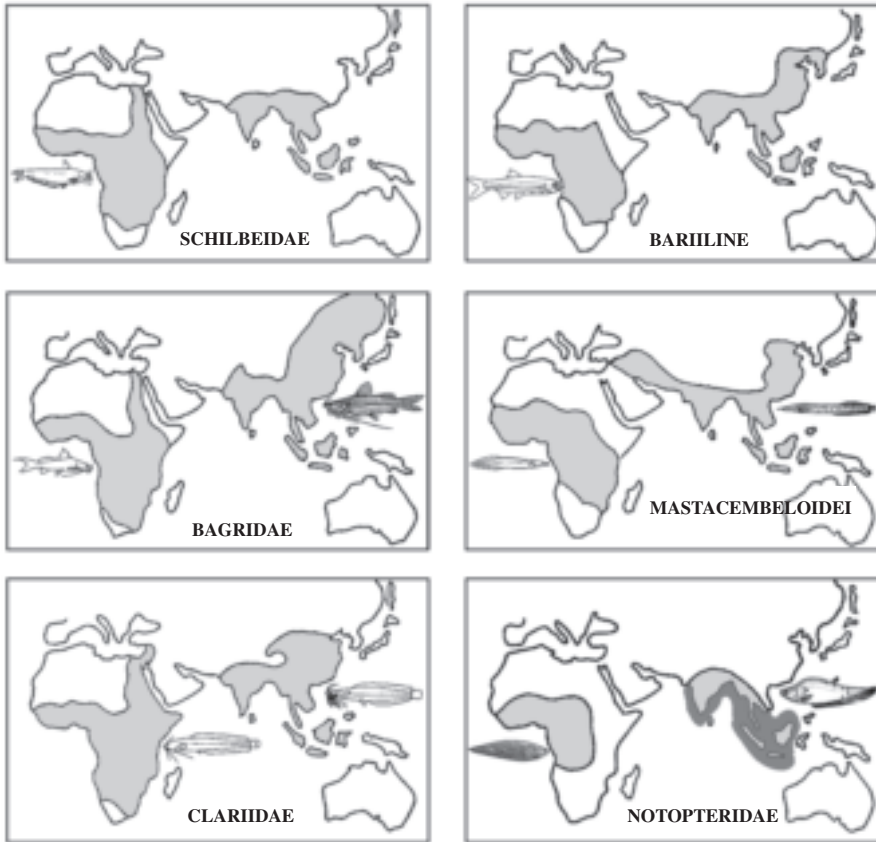 SCHILBEIDAE
BARIILINE
BAGRIDAE
MASTACEMBELOIDEI
CLARIIDAE
NOTOPTERIDAE